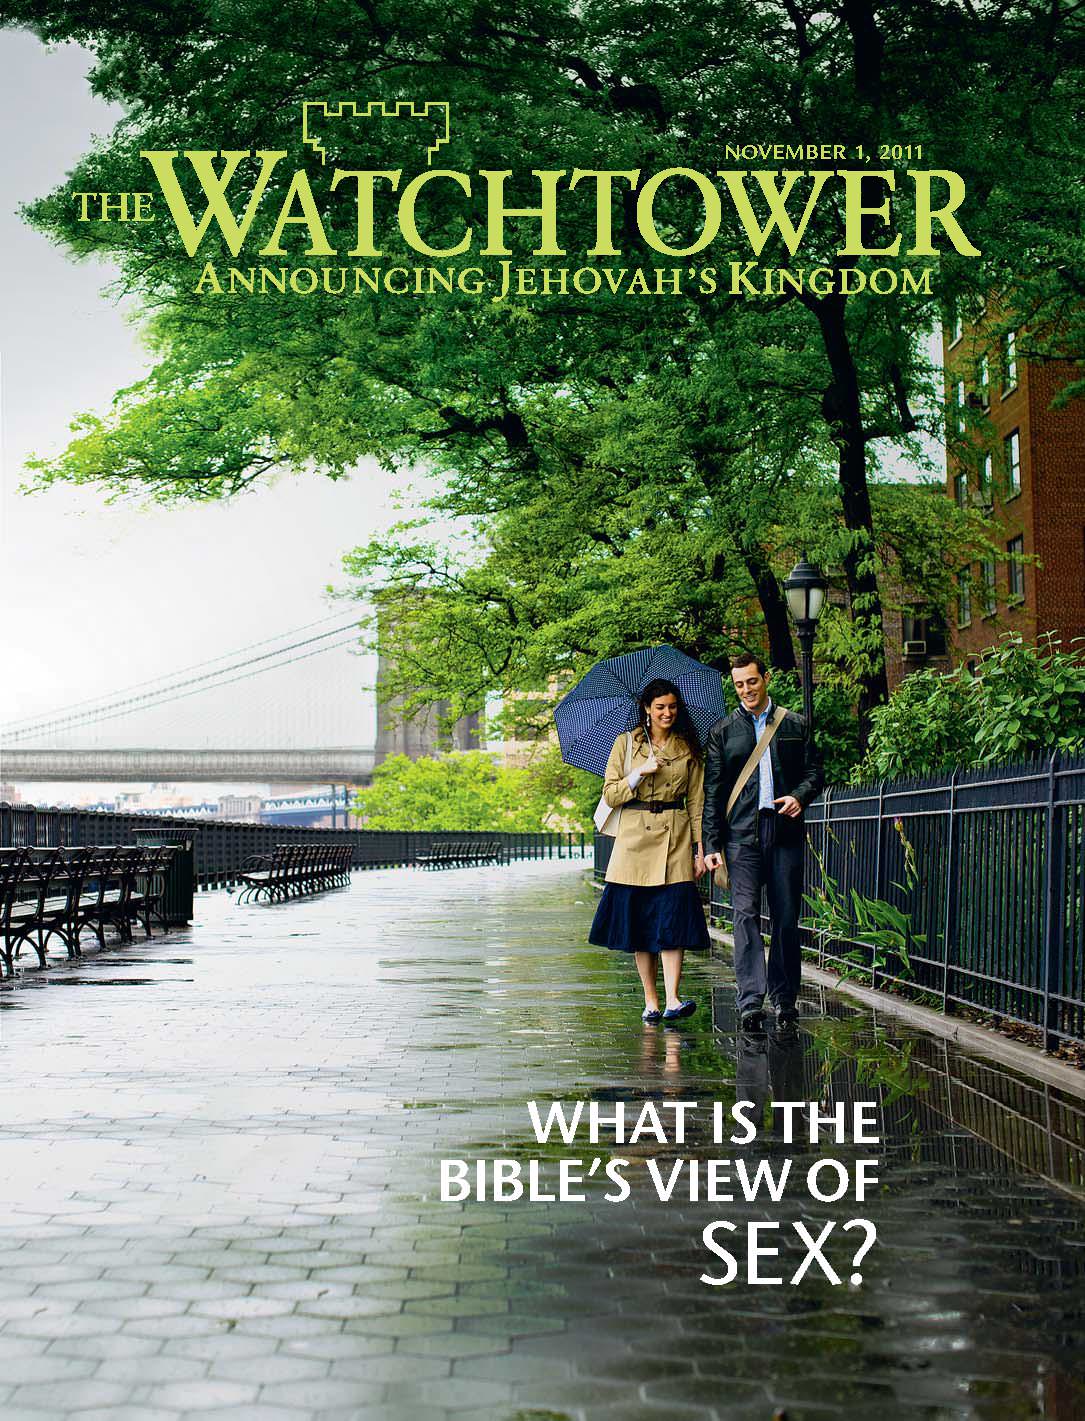 NOVEMBER 1, 2011
THE WATCHTOWER
ANNOUNCING JEHOVAH'S KINGDOM
WHAT IS THE
BIBLE'S VIEW OF
SEX?